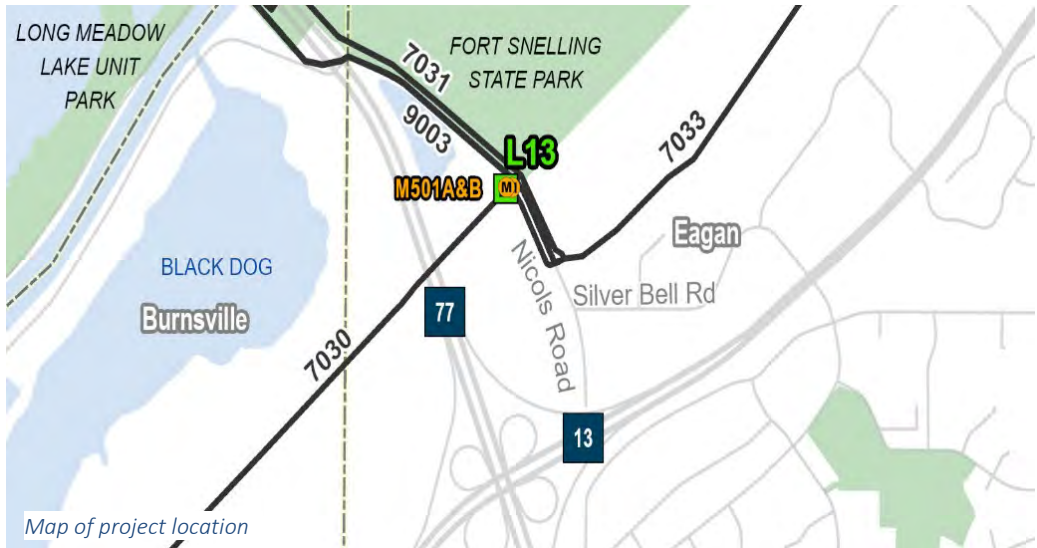 LONG MEADOW
LAKE UNIT
PARK
FORT SNELLING
STATE PARK
7031
9003
7033
L13
M501A&B
M
Eagan
BLACK DOG
Nicols Road
Silver Bell Rd
77
Burnsville
7030
13
Map of project location